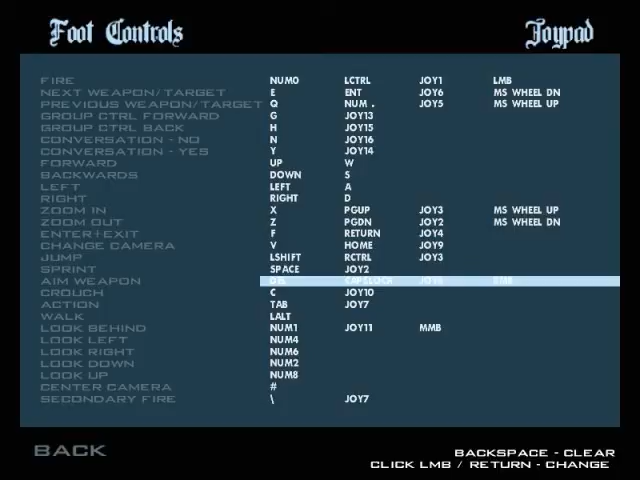 Foot Controls Joypad
FIRE NUM0 LCTRL JOY1 LMB
NEXT WEAPON/TARGET E ENT JOY6 MS WHEEL DN
PREVIOUS WEAPON/TARGET Q NUM . JOY5 MS WHEEL UP
GROUP CTRL FORWARD G JOY13
GROUP CTRL BACK H JOY15
CONVERSATION - NO N JOY16
CONVERSATION - YES Y JOY14
FORWARD UP W
BACKWARDS DOWN S
LEFT LEFT A
RIGHT RIGHT D
ZOOM IN X PGUP JOY3 MS WHEEL UP
ZOOM OUT Z PGDN JOY2 MS WHEEL DN
ENTER+EXIT F RETURN JOY4
CHANGE CAMERA V HOME JOY9
JUMP LSHIFT RCTRL JOY3
SPRINT SPACE JOY2
AIM WEAPON DEL CAPSLOCK RMB
CROUCH C JOY10
ACTION TAB JOY7
WALK LALT
LOOK BEHIND NUM1 JOY11 MMB
LOOK LEFT NUM4
LOOK RIGHT NUM6
LOOK DOWN NUM2
LOOK UP NUM8
CENTER CAMERA #
SECONDARY FIRE \ JOY7
BACK
BACKSPACE - CLEAR
CLICK LMB / RETURN - CHANGE